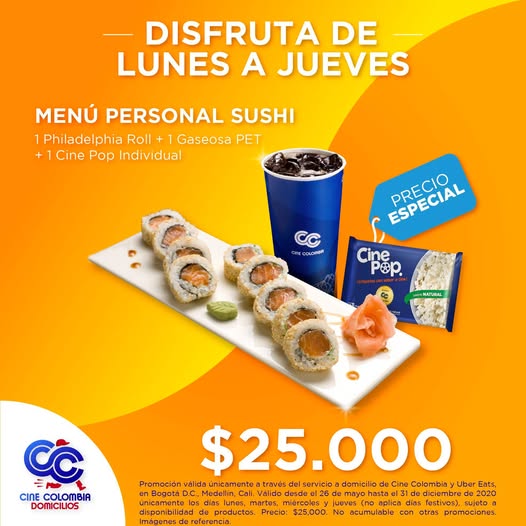 DISFRUTA DE
LUNES A JUEVES
MENÚ PERSONAL SUSHI
1 Philadelphia Roll + 1 Gaseosa PET
+ 1 Cine Pop Individual
PRECIO
ESPECIAL
CINE COLOMBIA
Cine
Pop.
NATURAL
$25.000
CINE COLOMBIA
DOMICILIOS
Promoción válida únicamente a través del servicio a domicilio de Cine Colombia y Uber Eats,
en Bogotá D.C., Medellín, Cali. Válido desde el 26 de mayo hasta el 31 de diciembre de 2020
únicamente los días lunes, martes, miércoles y jueves (no aplica días festivos), sujeto a
disponibilidad de productos. Precio: $25,000. No acumulable con otras promociones.
Imágenes de referencia.